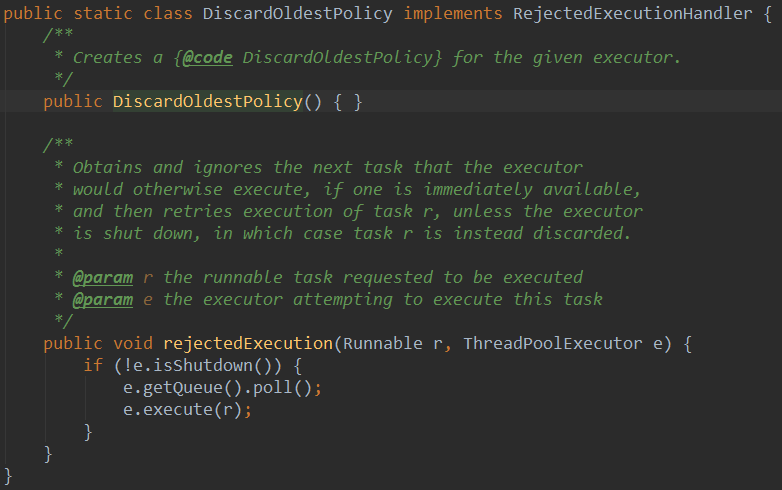 public static class DiscardOldestPolicy implements RejectedExecutionHandler {
/**
* Creates a {@code DiscardOldestPolicy} for the given executor.
*/
public DiscardOldestPolicy() { }
/**
* Obtains and ignores the next task that the executor
* would otherwise execute, if one is immediately available,
* and then retries execution of task r, unless the executor
* is shut down, in which case task r is instead discarded.
*
* @param r the runnable task requested to be executed
* @param e the executor attempting to execute this task
*/
public void rejectedExecution(Runnable r, ThreadPoolExecutor e) {
if (!e.isShutdown()) {
e.getQueue().poll();
e.execute(r);
}
}
}